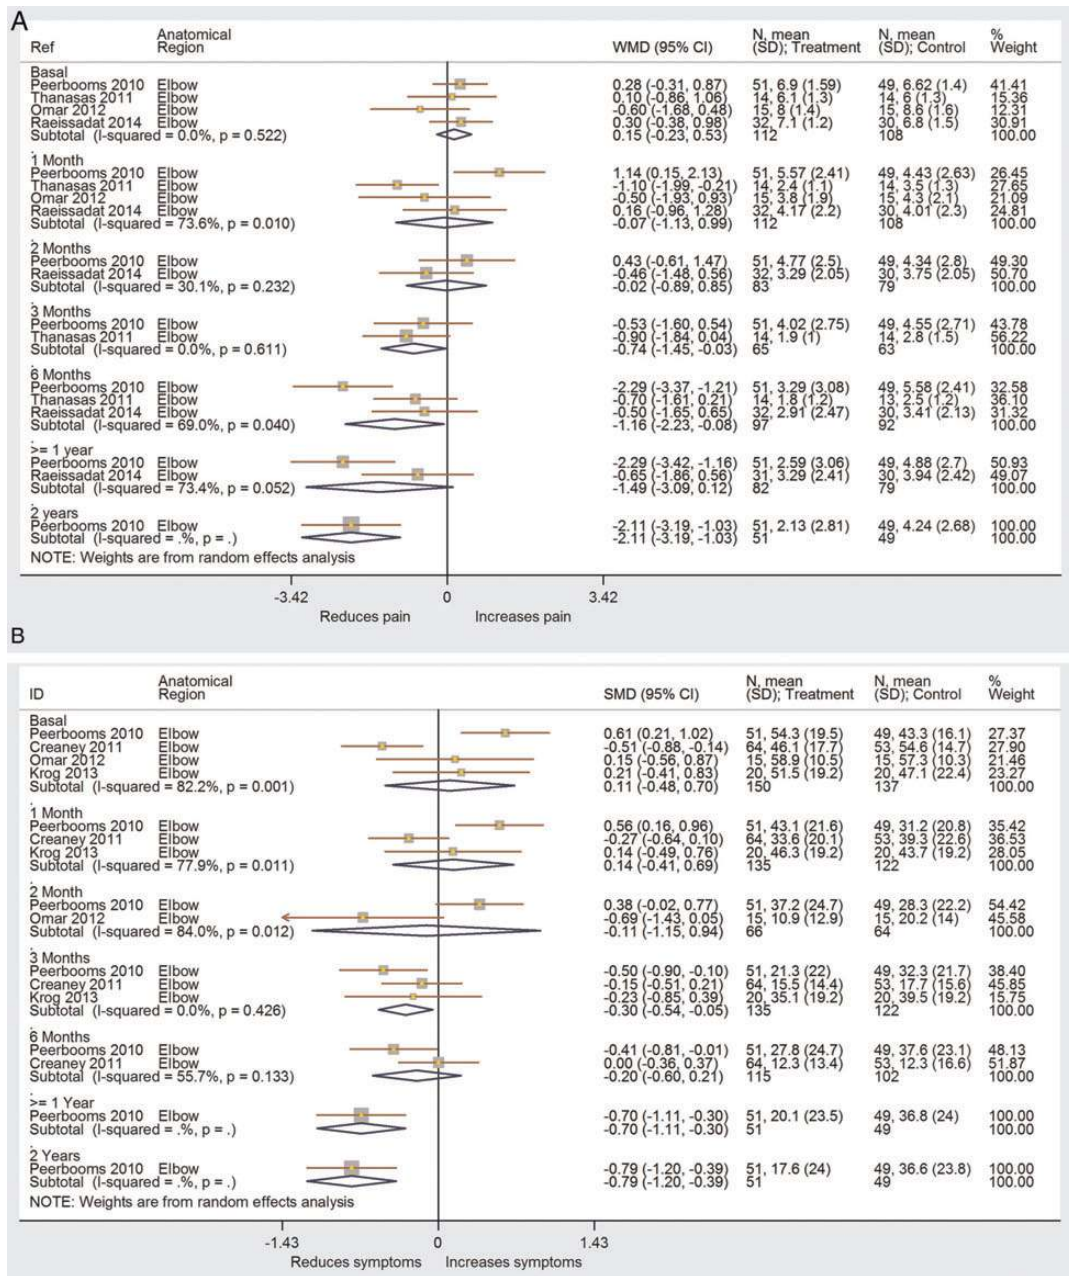 A
Ref Anatomical Region WMD (95% CI) N, mean (SD); Treatment N, mean (SD); Control % Weight
Basal
Peerbooms 2010 Elbow 0.28 (-0.31, 0.87) 51, 6.9 (1.59) 49, 6.62 (1.4) 41.41
Thanasas 2011 Elbow 0.10 (-0.86, 1.06) 14, 6.1 (1.3) 14, 6 (1.3) 15.36
Omar 2012 Elbow -0.60 (-1.68, 0.48) 15, 8 (1.4) 15, 8.6 (1.6) 12.31
Raeissadat 2014 Elbow 0.30 (-0.38, 0.98) 32, 7.1 (1.2) 30, 6.8 (1.5) 30.91
Subtotal (I-squared = 0.0%, p = 0.522) 0.15 (-0.23, 0.53) 112 108 100.00
.
1 Month
Peerbooms 2010 Elbow 1.14 (0.15, 2.13) 51, 5.57 (2.41) 49, 4.43 (2.63) 26.45
Thanasas 2011 Elbow -1.10 (-1.99, -0.21) 14, 2.4 (1.1) 14, 3.5 (1.3) 27.65
Omar 2012 Elbow -0.50 (-1.93, 0.93) 15, 3.8 (1.9) 15, 4.3 (2.1) 21.09
Raeissadat 2014 Elbow 0.16 (-0.96, 1.28) 32, 4.17 (2.2) 30, 4.01 (2.3) 24.81
Subtotal (I-squared = 73.6%, p = 0.010) -0.07 (-1.13, 0.99) 112 108 100.00
.
2 Months
Peerbooms 2010 Elbow 0.43 (-0.61, 1.47) 51, 4.77 (2.5) 49, 4.34 (2.8) 49.30
Raeissadat 2014 Elbow -0.46 (-1.48, 0.56) 32, 3.29 (2.05) 30, 3.75 (2.05) 50.70
Subtotal (I-squared = 30.1%, p = 0.232) -0.02 (-0.89, 0.85) 83 79 100.00
.
3 Months
Peerbooms 2010 Elbow -0.53 (-1.60, 0.54) 51, 4.02 (2.75) 49, 4.55 (2.71) 43.78
Thanasas 2011 Elbow -0.90 (-1.84, 0.04) 14, 1.9 (1) 14, 2.8 (1.5) 56.22
Subtotal (I-squared = 0.0%, p = 0.611) -0.74 (-1.45, -0.03) 65 63 100.00
.
6 Months
Peerbooms 2010 Elbow -2.29 (-3.37, -1.21) 51, 3.29 (3.08) 49, 5.58 (2.41) 32.58
Thanasas 2011 Elbow -0.70 (-1.61, 0.21) 14, 1.8 (1.2) 13, 2.5 (1.2) 36.10
Raeissadat 2014 Elbow -0.50 (-1.65, 0.65) 32, 2.91 (2.47) 30, 3.41 (2.13) 31.32
Subtotal (I-squared = 69.0%, p = 0.040) -1.16 (-2.23, -0.08) 97 92 100.00
.
>= 1 year
Peerbooms 2010 Elbow -2.29 (-3.42, -1.16) 51, 2.59 (3.06) 49, 4.88 (2.7) 50.93
Raeissadat 2014 Elbow -0.65 (-1.86, 0.56) 31, 3.29 (2.41) 30, 3.94 (2.42) 49.07
Subtotal (I-squared = 73.4%, p = 0.052) -1.49 (-3.09, 0.12) 82 79 100.00
.
2 years
Peerbooms 2010 Elbow -2.11 (-3.19, -1.03) 51, 2.13 (2.81) 49, 4.24 (2.68) 100.00
Subtotal (I-squared = .%, p = .) -2.11 (-3.19, -1.03) 51 49 100.00
NOTE: Weights are from random effects analysis
-3.42 0 3.42
Reduces pain Increases pain
B
ID Anatomical Region SMD (95% CI) N, mean (SD); Treatment N, mean (SD); Control % Weight
Basal
Peerbooms 2010 Elbow 0.61 (0.21, 1.02) 51, 54.3 (19.5) 49, 43.3 (16.1) 27.37
Creaney 2011 Elbow -0.51 (-0.88, -0.14) 64, 46.1 (17.7) 53, 54.6 (14.7) 27.90
Omar 2012 Elbow 0.15 (-0.56, 0.87) 15, 58.9 (10.5) 15, 57.3 (10.3) 21.46
Krog 2013 Elbow 0.21 (-0.41, 0.83) 20, 51.5 (19.2) 20, 47.1 (22.4) 23.27
Subtotal (I-squared = 82.2%, p = 0.001) 0.11 (-0.48, 0.70) 150 137 100.00
.
1 Month
Peerbooms 2010 Elbow 0.56 (0.16, 0.96) 51, 43.1 (21.6) 49, 31.2 (20.8) 35.42
Creaney 2011 Elbow -0.27 (-0.64, 0.10) 64, 33.6 (20.1) 53, 39.3 (22.6) 36.53
Krog 2013 Elbow 0.14 (-0.49, 0.76) 20, 46.3 (19.2) 20, 43.7 (19.2) 28.05
Subtotal (I-squared = 77.9%, p = 0.011) 0.14 (-0.41, 0.69) 135 122 100.00
.
2 Month
Peerbooms 2010 Elbow 0.38 (-0.02, 0.77) 51, 37.2 (24.7) 49, 28.3 (22.2) 54.42
Omar 2012 Elbow -0.69 (-1.43, 0.05) 15, 10.9 (12.9) 15, 20.2 (14) 45.58
Subtotal (I-squared = 84.0%, p = 0.012) -0.11 (-1.15, 0.94) 66 64 100.00
.
3 Months
Peerbooms 2010 Elbow -0.50 (-0.90, -0.10) 51, 21.3 (22) 49, 32.3 (21.7) 38.40
Creaney 2011 Elbow -0.15 (-0.51, 0.21) 64, 15.5 (14.4) 53, 17.7 (15.6) 45.85
Krog 2013 Elbow -0.23 (-0.85, 0.39) 20, 35.1 (19.2) 20, 39.5 (19.2) 15.75
Subtotal (I-squared = 0.0%, p = 0.426) -0.30 (-0.54, -0.05) 135 122 100.00
.
6 Months
Peerbooms 2010 Elbow -0.41 (-0.81, -0.01) 51, 27.8 (24.7) 49, 37.6 (23.1) 48.13
Creaney 2011 Elbow 0.00 (-0.36, 0.37) 64, 12.3 (13.4) 53, 12.3 (16.6) 51.87
Subtotal (I-squared = 55.7%, p = 0.133) -0.20 (-0.60, 0.21) 115 102 100.00
.
>= 1 Year
Peerbooms 2010 Elbow -0.70 (-1.11, -0.30) 51, 20.1 (23.5) 49, 36.8 (24) 100.00
Subtotal (I-squared = .%, p = .) -0.70 (-1.11, -0.30) 51 49 100.00
.
2 Years
Peerbooms 2010 Elbow -0.79 (-1.20, -0.39) 51, 17.6 (24) 49, 36.6 (23.8) 100.00
Subtotal (I-squared = .%, p = .) -0.79 (-1.20, -0.39) 51 49 100.00
NOTE: Weights are from random effects analysis
-1.43 0 1.43
Reduces symptoms Increases symptoms